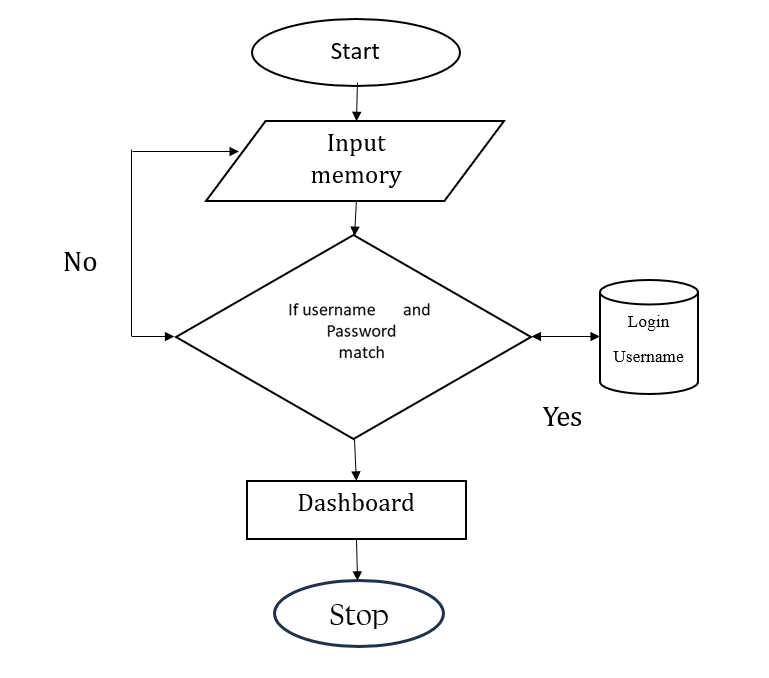 Start
Input
memory
No
If username and
Password
match
Login
Username
Yes
Dashboard
Stop